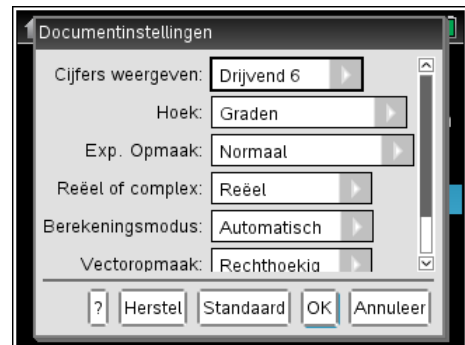 Documentinstellingen
Cijfers weergeven: Drijvend 6
Hoek: Graden
Exp. Opmaak: Normaal
Reëel of complex: Reëel
Berekeningsmodus: Automatisch
Vectoropmaak: Rechthoekig
? Herstel Standaard OK Annuleer